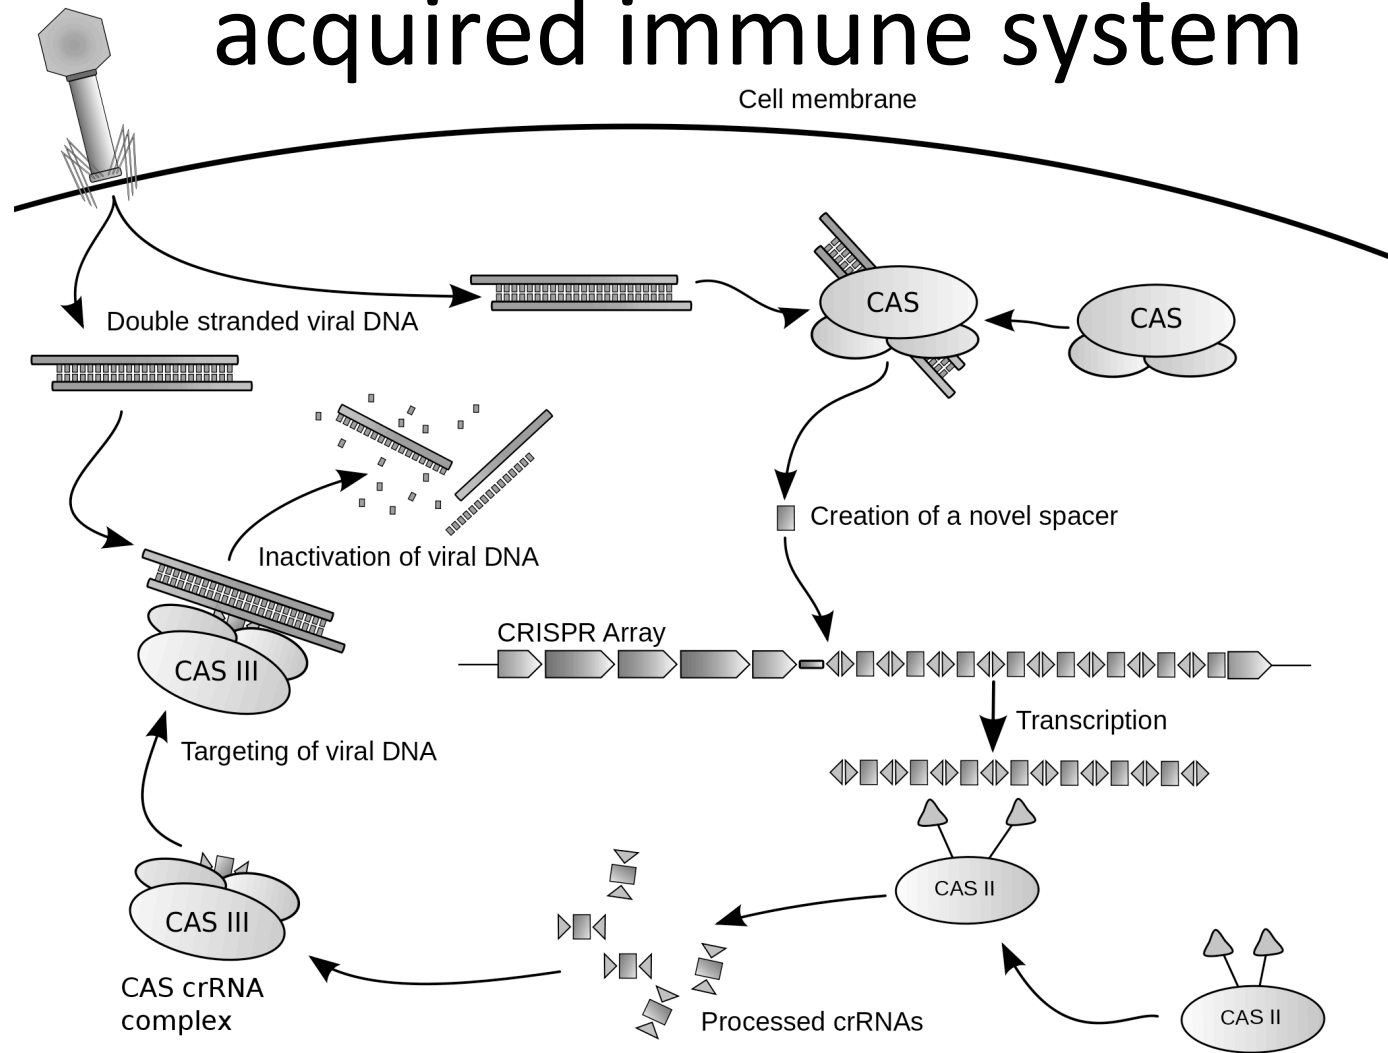 acquired immune system
Cell membrane
CAS
CAS
Double stranded viral DNA
Creation of a novel spacer
Inactivation of viral DNA
CRISPR Array
CAS III
Transcription
Targeting of viral DNA
CAS II
CAS III
CAS crRNA
complex
Processed crRNAs
CAS II